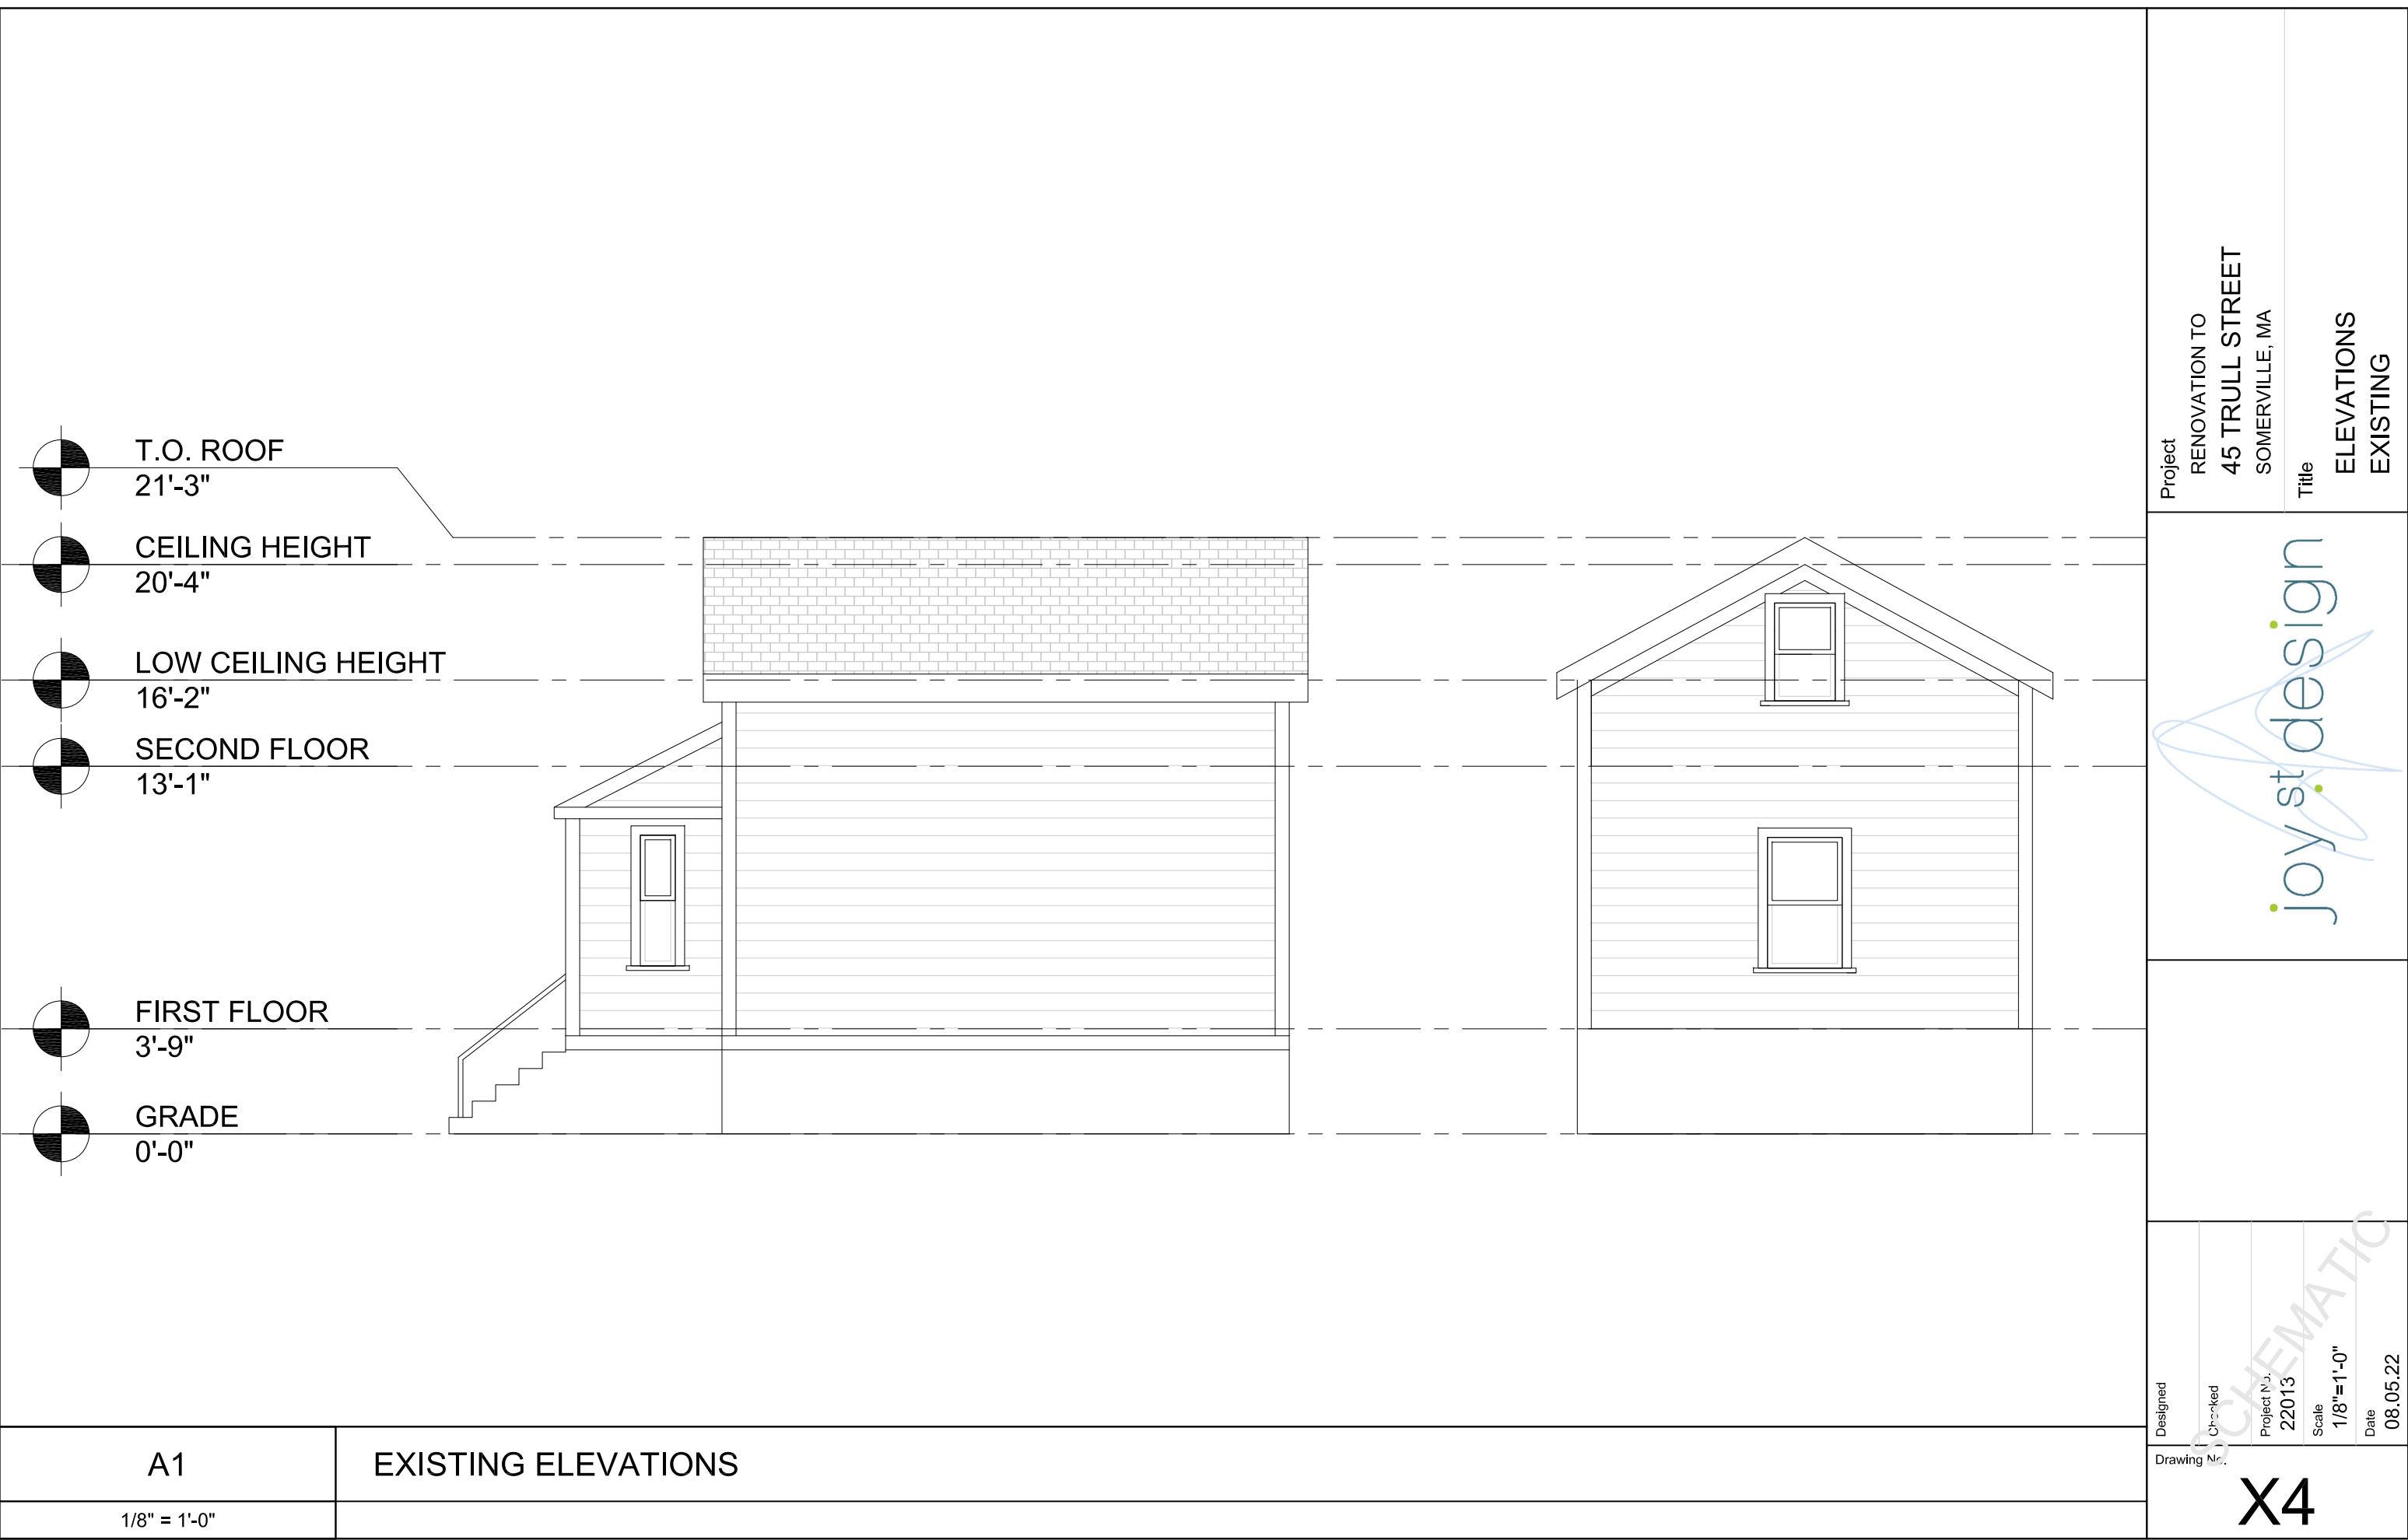 T.O. ROOF
21'-3"
CEILING HEIGHT
20'-4"
LOW CEILING HEIGHT
16'-2"
SECOND FLOOR
13'-1"
FIRST FLOOR
3'-9"
GRADE
0'-0"
A1
EXISTING ELEVATIONS
1/8" = 1'-0"
Project
RENOVATION TO
45 TRULL STREET
SOMERVILLE, MA
Title
ELEVATIONS
EXISTING
joy.st.design
Designed
Checked
Project No.
22013
Scale
1/8"=1'-0"
Date
08.05.22
SCHEMATIC
Drawing No.
X4